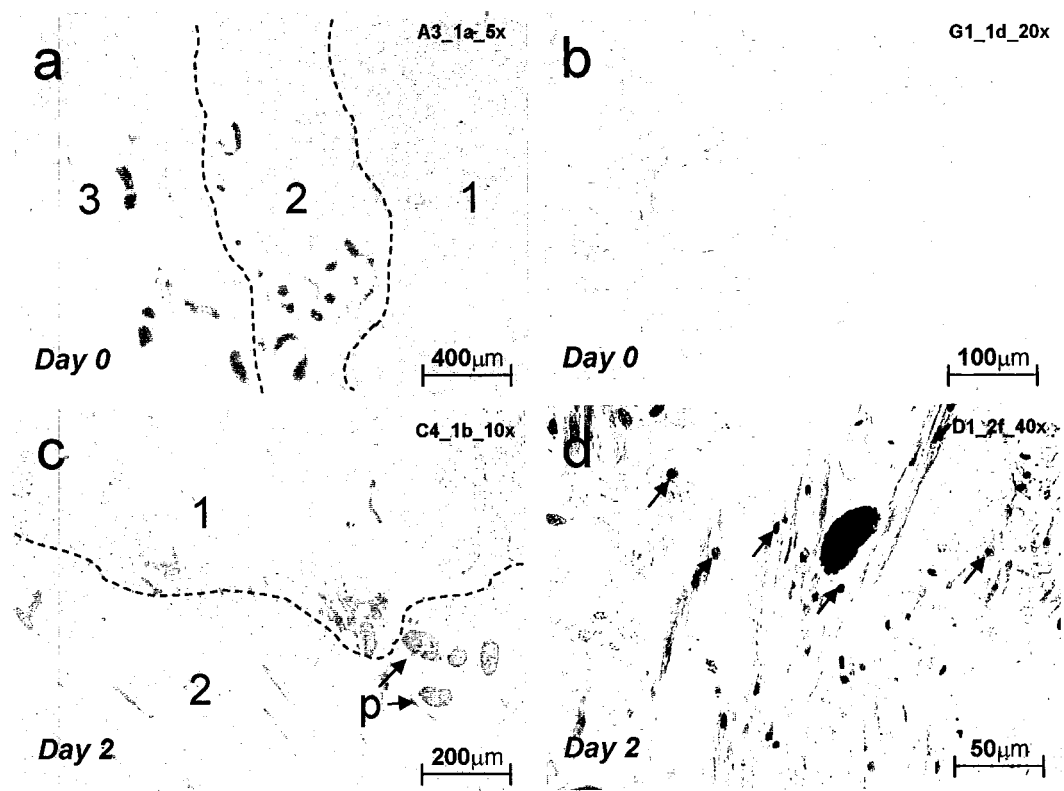 a
A3_1a_5x
3
2
1
Day 0
400μm
b
G1_1d_20x
Day 0
100μm
c
C4_1b_10x
1
2
p
Day 2
200μm
d
D1_2f_40x
Day 2
50μm